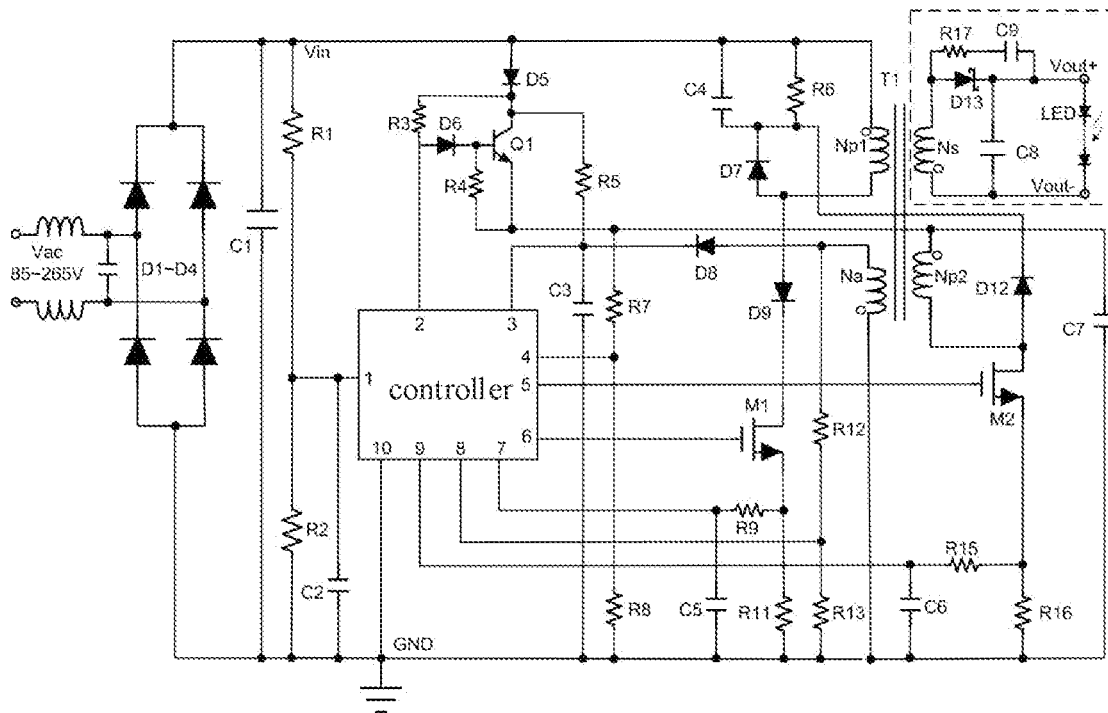 Vin
D5
R3
D6
Q1
R4
R1
R5
C4
R6
D7
Np1
T1
R17
C9
Vout+
D13
LED
Ns
C8
Vout-
Vac
85~265V
D1~D4
C1
C3
D8
R7
D9
Na
Np2
D12
C7
2
3
1
controller
4
5
6
10
9
8
7
M1
M2
R12
R2
C2
R9
R15
R8
C5
R11
R13
C6
R16
GND